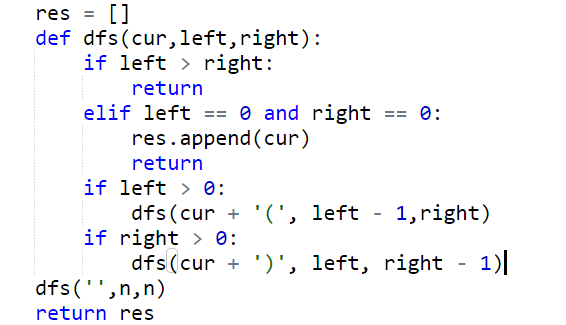 res = []
def dfs(cur,left,right):
    if left > right:
        return
    elif left == 0 and right == 0:
        res.append(cur)
        return
    if left > 0:
        dfs(cur + '(', left - 1,right)
    if right > 0:
        dfs(cur + ')', left, right - 1)
dfs('',n,n)
return res